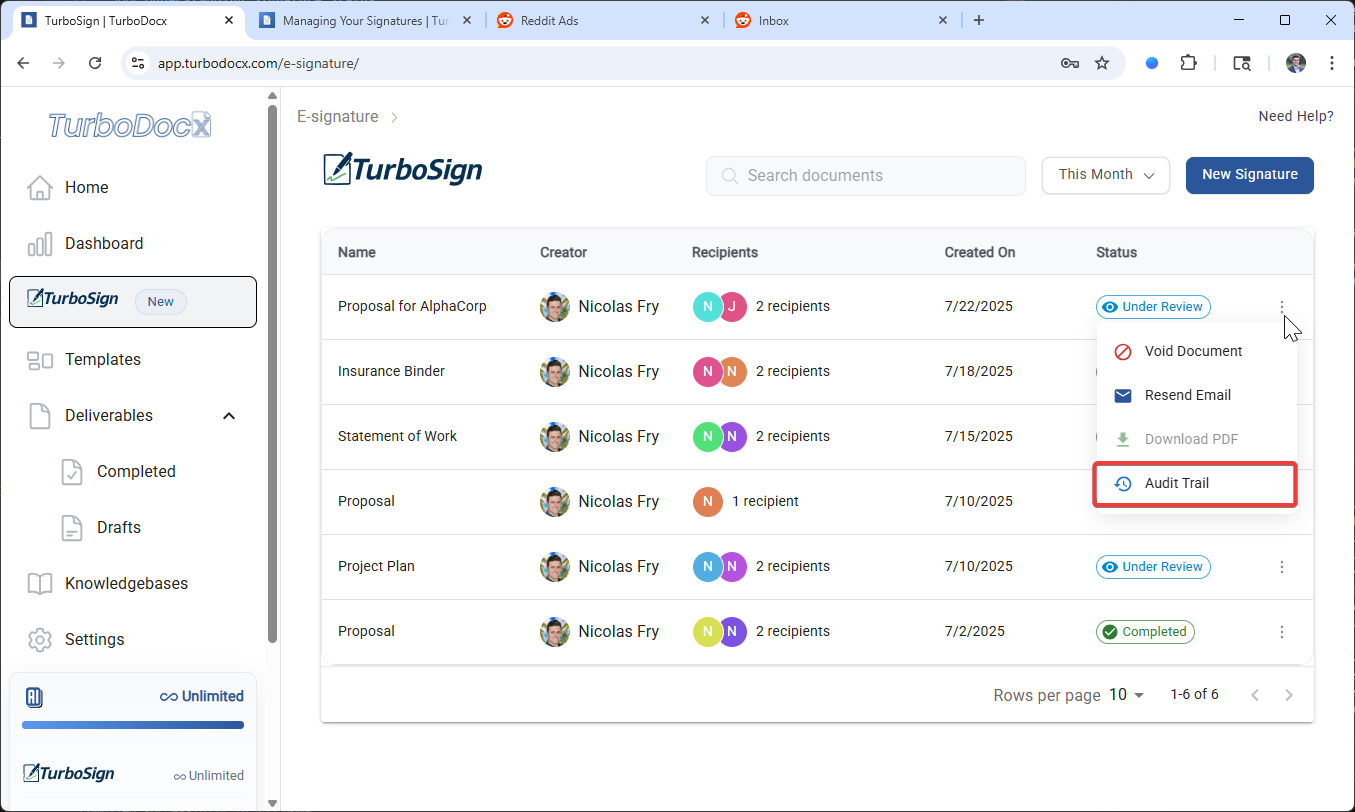 TurboSign | TurboDocx
Managing Your Signatures | Tur
Reddit Ads
Inbox
app.turbodocx.com/e-signature/
TurboDocX
Home
Dashboard
TurboSign New
Templates
Deliverables
Completed
Drafts
Knowledgebases
Settings
Unlimited
TurboSign Unlimited
E-signature
Need Help?
TurboSign
Search documents
This Month
New Signature
Name Creator Recipients Created On Status
Proposal for AlphaCorp Nicolas Fry N J 2 recipients 7/22/2025 Under Review
Insurance Binder Nicolas Fry N N 2 recipients 7/18/2025
Statement of Work Nicolas Fry N N 2 recipients 7/15/2025
Proposal Nicolas Fry N 1 recipient 7/10/2025
Project Plan Nicolas Fry N N 2 recipients 7/10/2025 Under Review
Proposal Nicolas Fry N N 2 recipients 7/2/2025 Completed
Void Document
Resend Email
Download PDF
Audit Trail
Rows per page 10 1-6 of 6